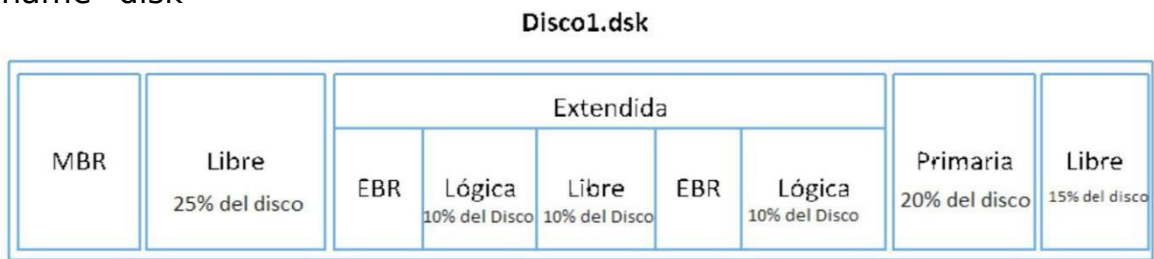 Disco1.dsk
MBR
Libre
25% del disco
Extendida
EBR
Lógica
10% del Disco
Libre
10% del Disco
EBR
Lógica
10% del Disco
Primaria
20% del disco
Libre
15% del disco